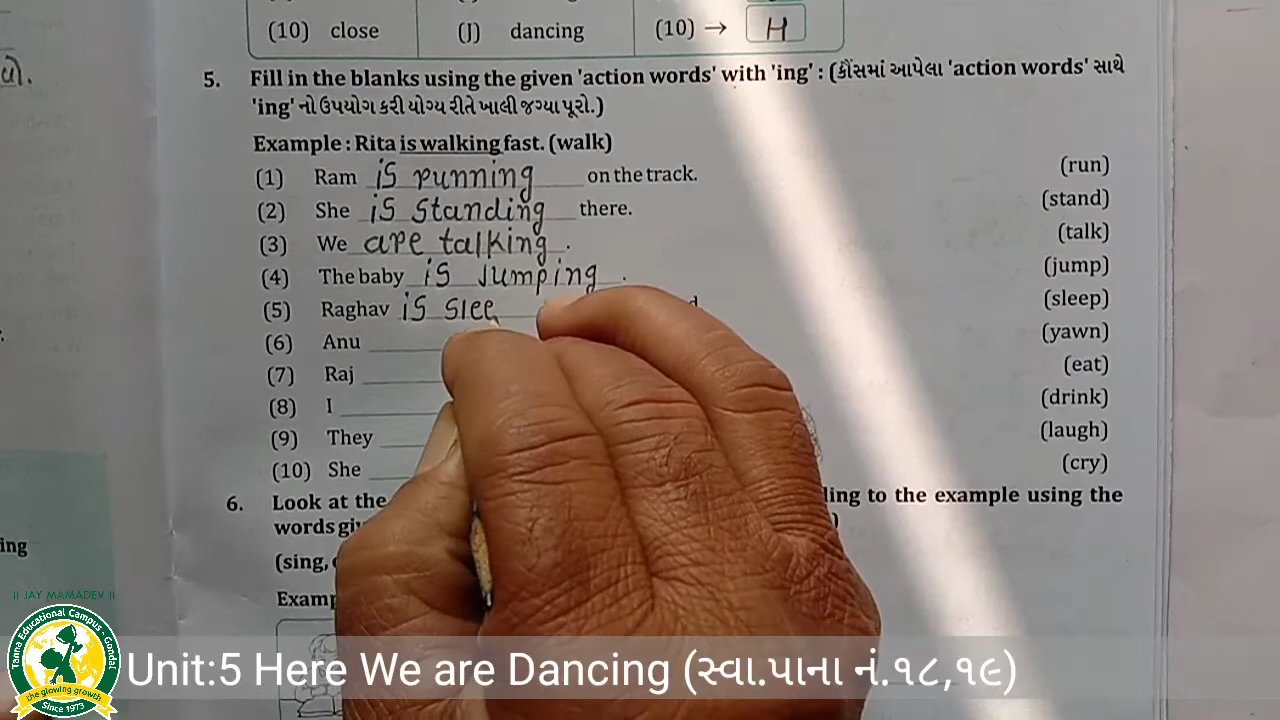 (10) close (J) dancing (10) → H
5. Fill in the blanks using the given 'action words' with 'ing' : (કૌંસમાં આપેલા 'action words' સાથે
'ing' નો ઉપયોગ કરી યોગ્ય રીતે ખાલી જગ્યા પૂરો.)
Example : Rita is walking fast. (walk)
(1) Ram is running on the track. (run)
(2) She is standing there. (stand)
(3) We are talking. (talk)
(4) The baby is Jumping. (jump)
(5) Raghav is slee (sleep)
(6) Anu (yawn)
(7) Raj (eat)
(8) I (drink)
(9) They (laugh)
(10) She (cry)
6. Look at the ling to the example using the
words gi
(sing,
Examp
ing
॥ JAY MAMADEV ॥
Tanna Educational Campus - Gondal
the glowing growth
Since 1973
Unit:5 Here We are Dancing (સ્વા.પાના નં.૧૮,૧૯)